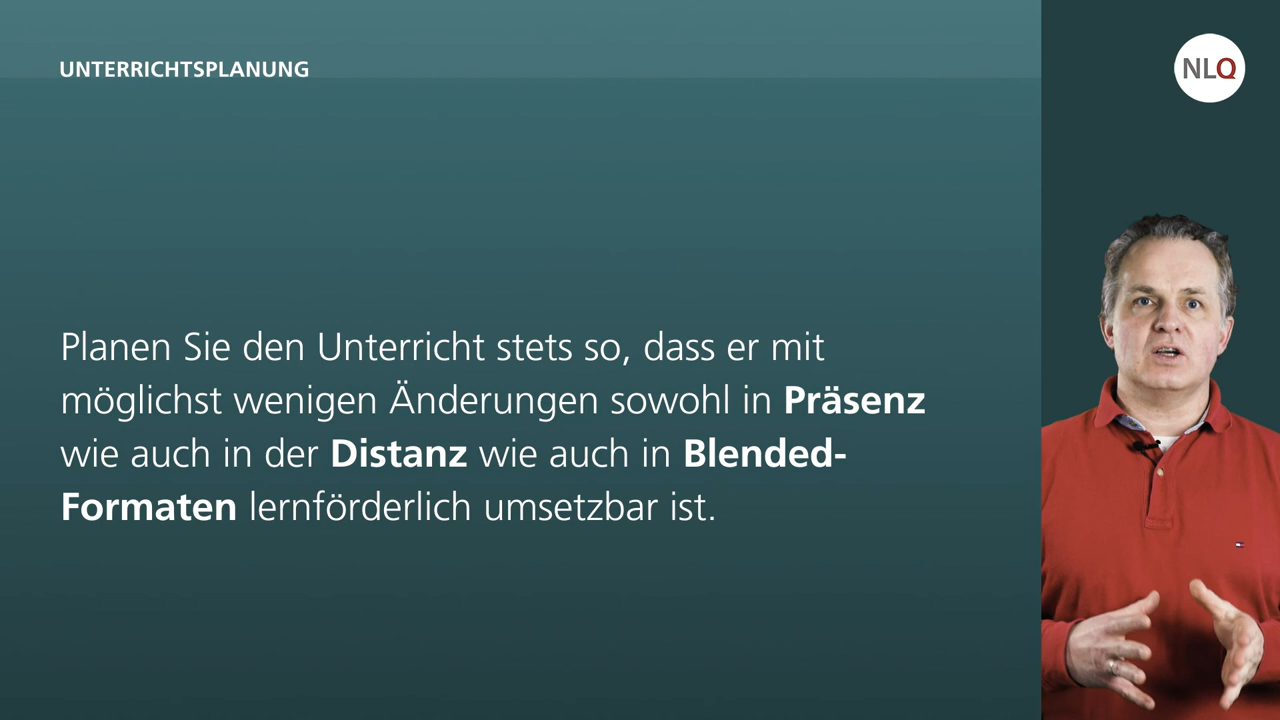 UNTERRICHTSPLANUNG
NLQ
Planen Sie den Unterricht stets so, dass er mit
möglichst wenigen Änderungen sowohl in Präsenz
wie auch in der Distanz wie auch in Blended-
Formaten lernförderlich umsetzbar ist.